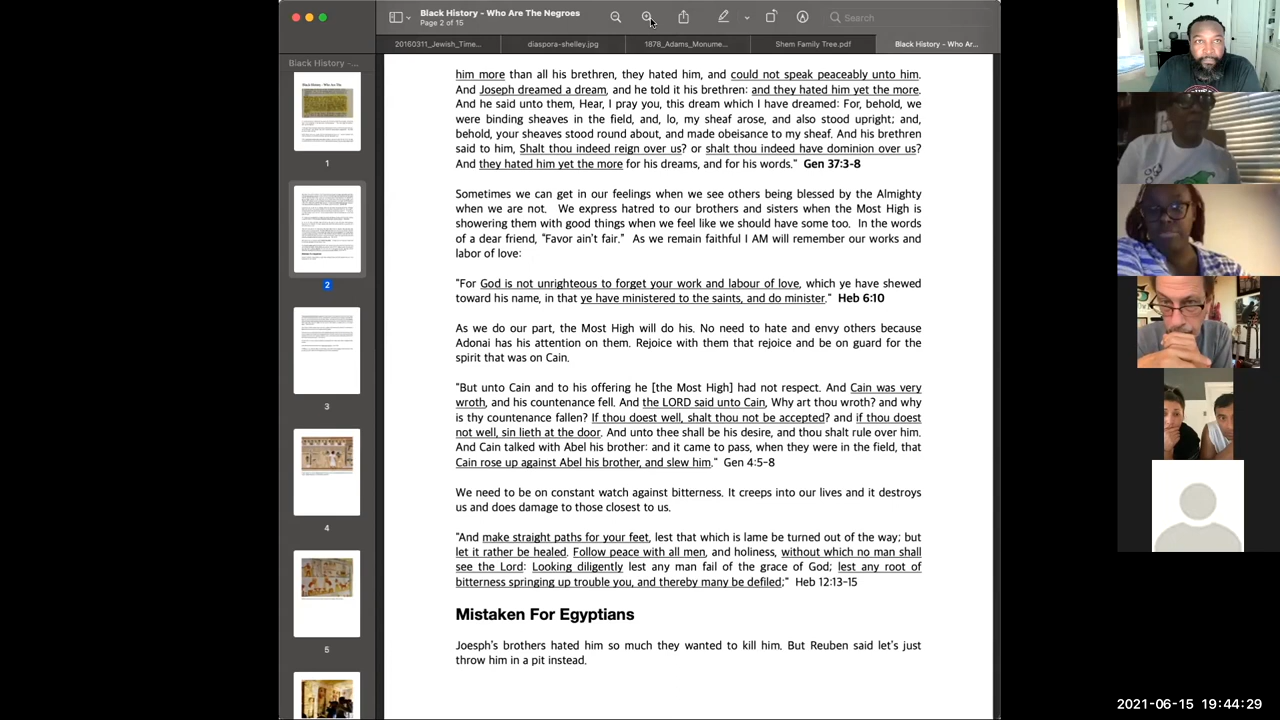 Black History - Who Are The Negroes
Page 2 of 15
Search
20160311_Jewish_Time...
diaspora-shelley.jpg
1878_Adams_Monume...
Shem Family Tree.pdf
Black History - Who Ar...
Black History -...
1
2
3
4
5
him more than all his brethren, they hated him, and could not speak peaceably unto him.
And Joseph dreamed a dream, and he told it his brethren: and they hated him yet the more.
And he said unto them, Hear, I pray you, this dream which I have dreamed: For, behold, we
were binding sheaves in the field, and, lo, my sheaf arose, and also stood upright; and,
behold, your sheaves stood round about, and made obeisance to my sheaf. And his brethren
said to him, Shalt thou indeed reign over us? or shalt thou indeed have dominion over us?
And they hated him yet the more for his dreams, and for his words." Gen 37:3-8
Sometimes we can get in our feelings when we see others being blessed by the Almighty
when we are not. We express hatred to our brothers and sisters when the Most High is
showering them with good things when we feel like we should have some too. In the words
of a dear friend, "Favor ain't fair." As we remain faithful I AM will remember our works and
labor of love:
"For God is not unrighteous to forget your work and labour of love, which ye have shewed
toward his name, in that ye have ministered to the saints, and do minister." Heb 6:10
As we do our part, the Most High will do his. No need to hate and envy others because
Adonai has his attention on them. Rejoice with them that rejoice and be on guard for the
spirit that was on Cain.
"But unto Cain and to his offering he [the Most High] had not respect. And Cain was very
wroth, and his countenance fell. And the LORD said unto Cain, Why art thou wroth? and why
is thy countenance fallen? If thou doest well, shalt thou not be accepted? and if thou doest
not well, sin lieth at the door. And unto thee shall be his desire, and thou shalt rule over him.
And Cain talked with Abel his brother: and it came to pass, when they were in the field, that
Cain rose up against Abel his brother, and slew him." Gen 4:5-8
We need to be on constant watch against bitterness. It creeps into our lives and it destroys
us and does damage to those closest to us.
"And make straight paths for your feet, lest that which is lame be turned out of the way; but
let it rather be healed. Follow peace with all men, and holiness, without which no man shall
see the Lord: Looking diligently lest any man fail of the grace of God; lest any root of
bitterness springing up trouble you, and thereby many be defiled;" Heb 12:13-15
Mistaken For Egyptians
Joesph's brothers hated him so much they wanted to kill him. But Reuben said let's just
throw him in a pit instead.
2021-06-15 19:44:29